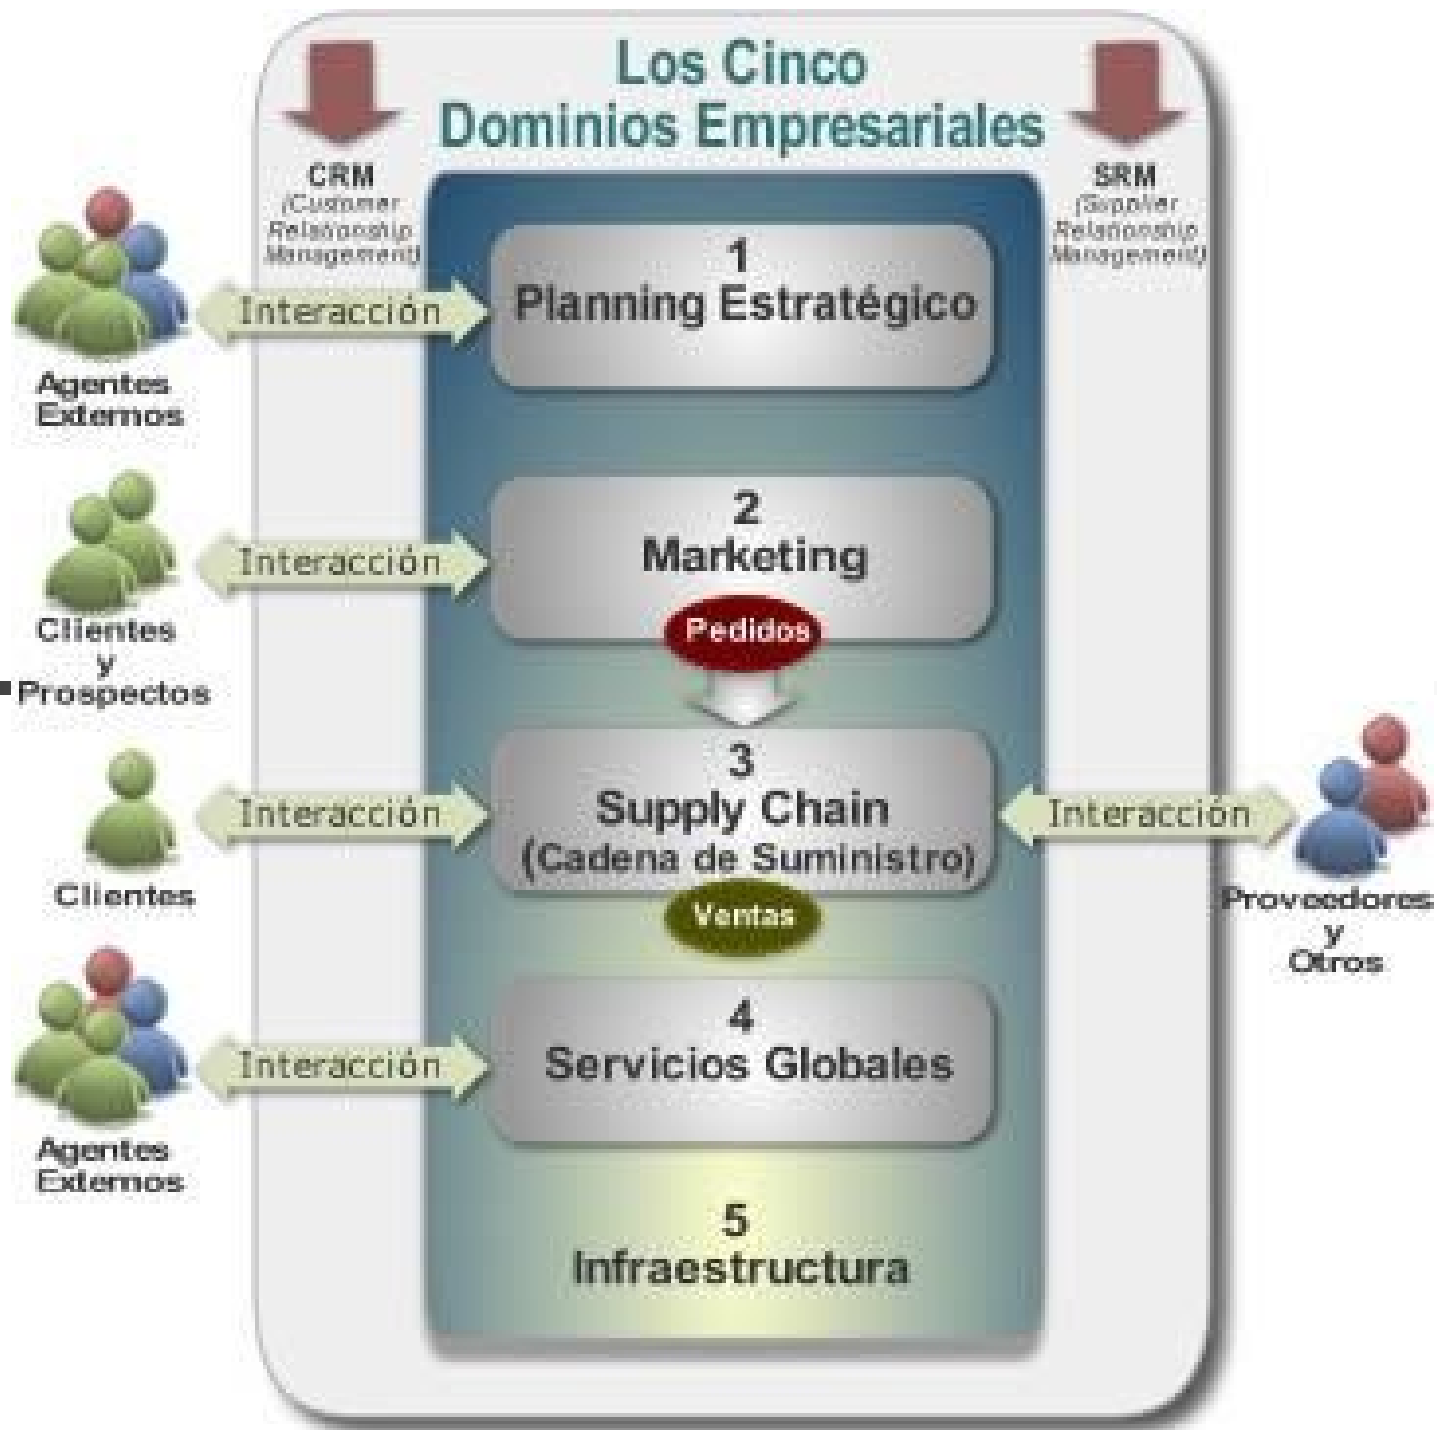 Los Cinco
Dominios Empresariales
CRM
(Customer
Relationship
Management)
SRM
(Supplier
Relationship
Management)
1
Planning Estratégico
Interacción
Agentes
Externos
2
Marketing
Interacción
Clientes
y
Prospectos
Pedidos
3
Supply Chain
(Cadena de Suministro)
Interacción
Clientes
Interacción
Proveedores
y
Otros
Ventas
4
Servicios Globales
Interacción
Agentes
Externos
5
Infraestructura